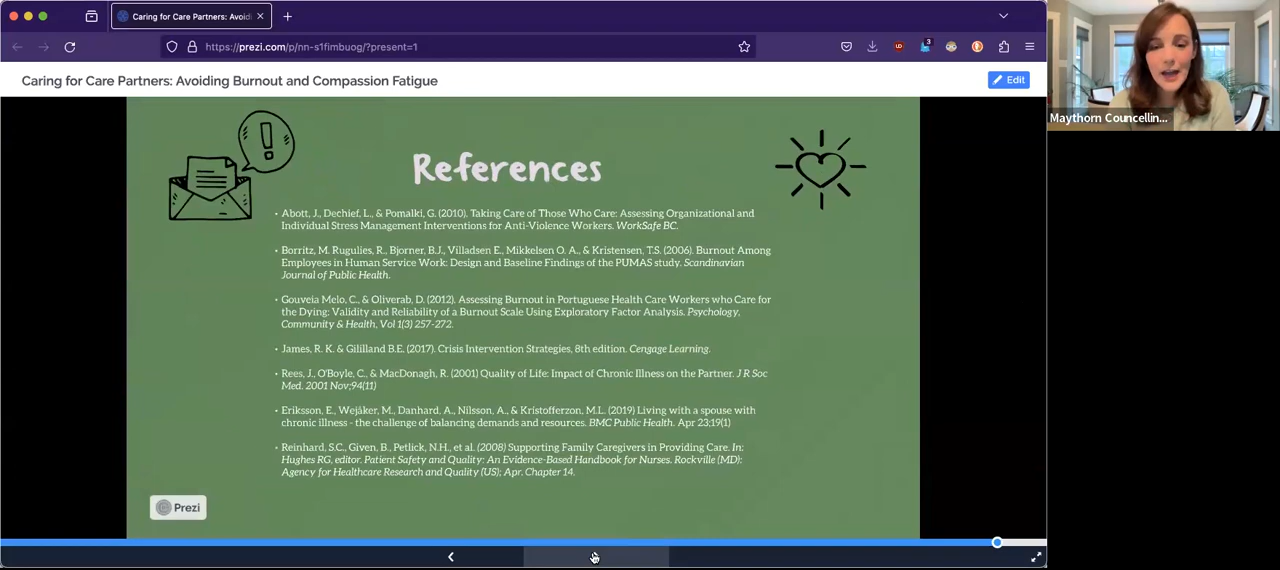 Caring for Care Partners: Avoidi
https://prezi.com/p/nn-s1fimbuog/?present=1
3
Caring for Care Partners: Avoiding Burnout and Compassion Fatigue
Edit
Maythorn Councellin...
References
• Abott, J., Dechief, L., & Pomalki, G. (2010). Taking Care of Those Who Care: Assessing Organizational and
Individual Stress Management Interventions for Anti-Violence Workers. WorkSafe BC.
• Borritz, M. Rugulies, R., Bjorner, B.J., Villadsen E., Mikkelsen O. A., & Kristensen, T.S. (2006). Burnout Among
Employees in Human Service Work: Design and Baseline Findings of the PUMAS study. Scandinavian
Journal of Public Health.
• Gouveia Melo, C., & Oliverab, D. (2012). Assessing Burnout in Portuguese Health Care Workers who Care for
the Dying: Validity and Reliability of a Burnout Scale Using Exploratory Factor Analysis. Psychology,
Community & Health, Vol 1(3) 257-272.
• James, R. K. & Gililland B.E. (2017). Crisis Intervention Strategies, 8th edition. Cengage Learning.
• Rees, J., O'Boyle, C., & MacDonagh, R. (2001) Quality of Life: Impact of Chronic Illness on the Partner. J R Soc
Med. 2001 Nov;94(11)
• Eriksson, E., Wejåker, M., Danhard, A., Nilsson, A., & Kristofferzon, M.L. (2019) Living with a spouse with
chronic illness - the challenge of balancing demands and resources. BMC Public Health. Apr 23;19(1)
• Reinhard, S.C., Given, B., Petlick, N.H., et al. (2008) Supporting Family Caregivers in Providing Care. In:
Hughes RG, editor. Patient Safety and Quality: An Evidence-Based Handbook for Nurses. Rockville (MD):
Agency for Healthcare Research and Quality (US); Apr. Chapter 14.
Prezi